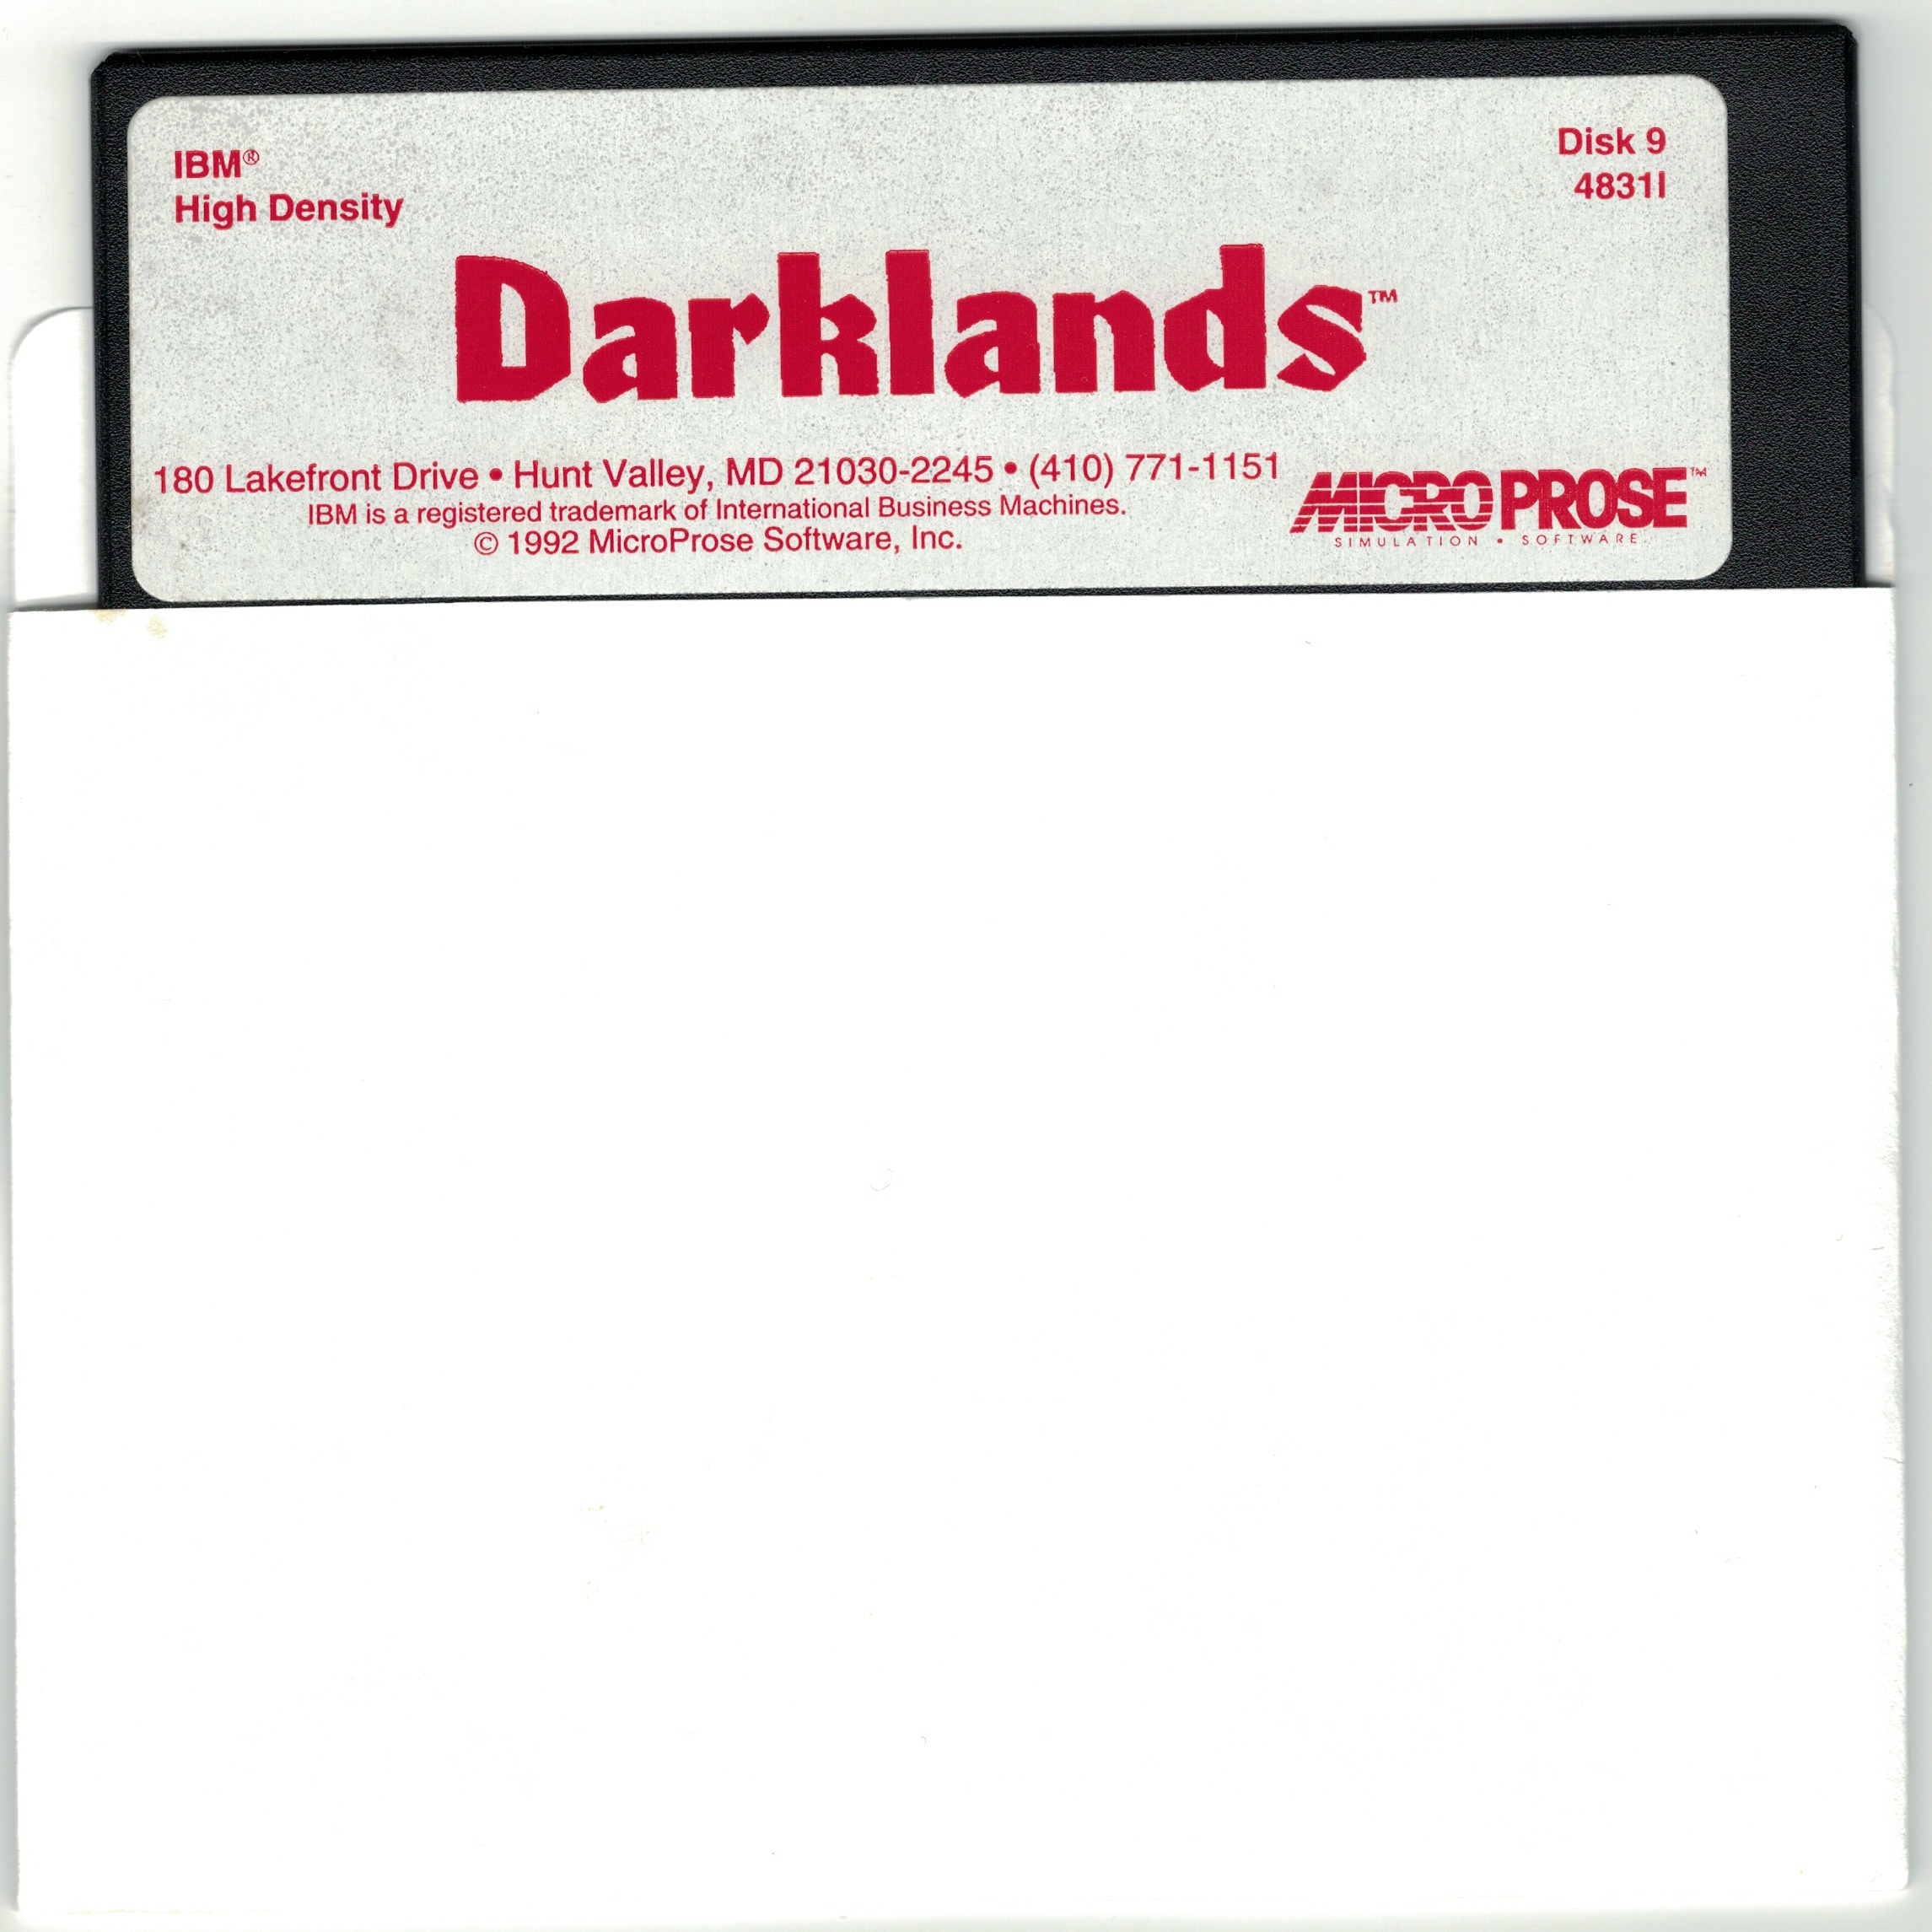 IBM®
High Density
Disk 9
4831I
Darklands™
180 Lakefront Drive • Hunt Valley, MD 21030-2245 • (410) 771-1151
IBM is a registered trademark of International Business Machines.
© 1992 MicroProse Software, Inc.
MICROPROSE™
SIMULATION • SOFTWARE